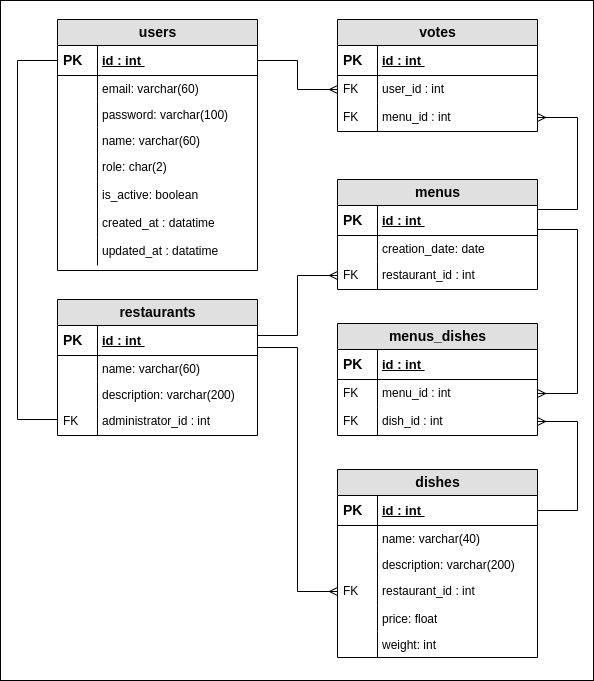 users
PK id : int
email: varchar(60)
password: varchar(100)
name: varchar(60)
role: char(2)
is_active: boolean
created_at : datatime
updated_at : datatime
restaurants
PK id : int
name: varchar(60)
description: varchar(200)
FK administrator_id : int
votes
PK id : int
FK user_id : int
FK menu_id : int
menus
PK id : int
creation_date: date
FK restaurant_id : int
menus_dishes
PK id : int
FK menu_id : int
FK dish_id : int
dishes
PK id : int
name: varchar(40)
description: varchar(200)
FK restaurant_id : int
price: float
weight: int